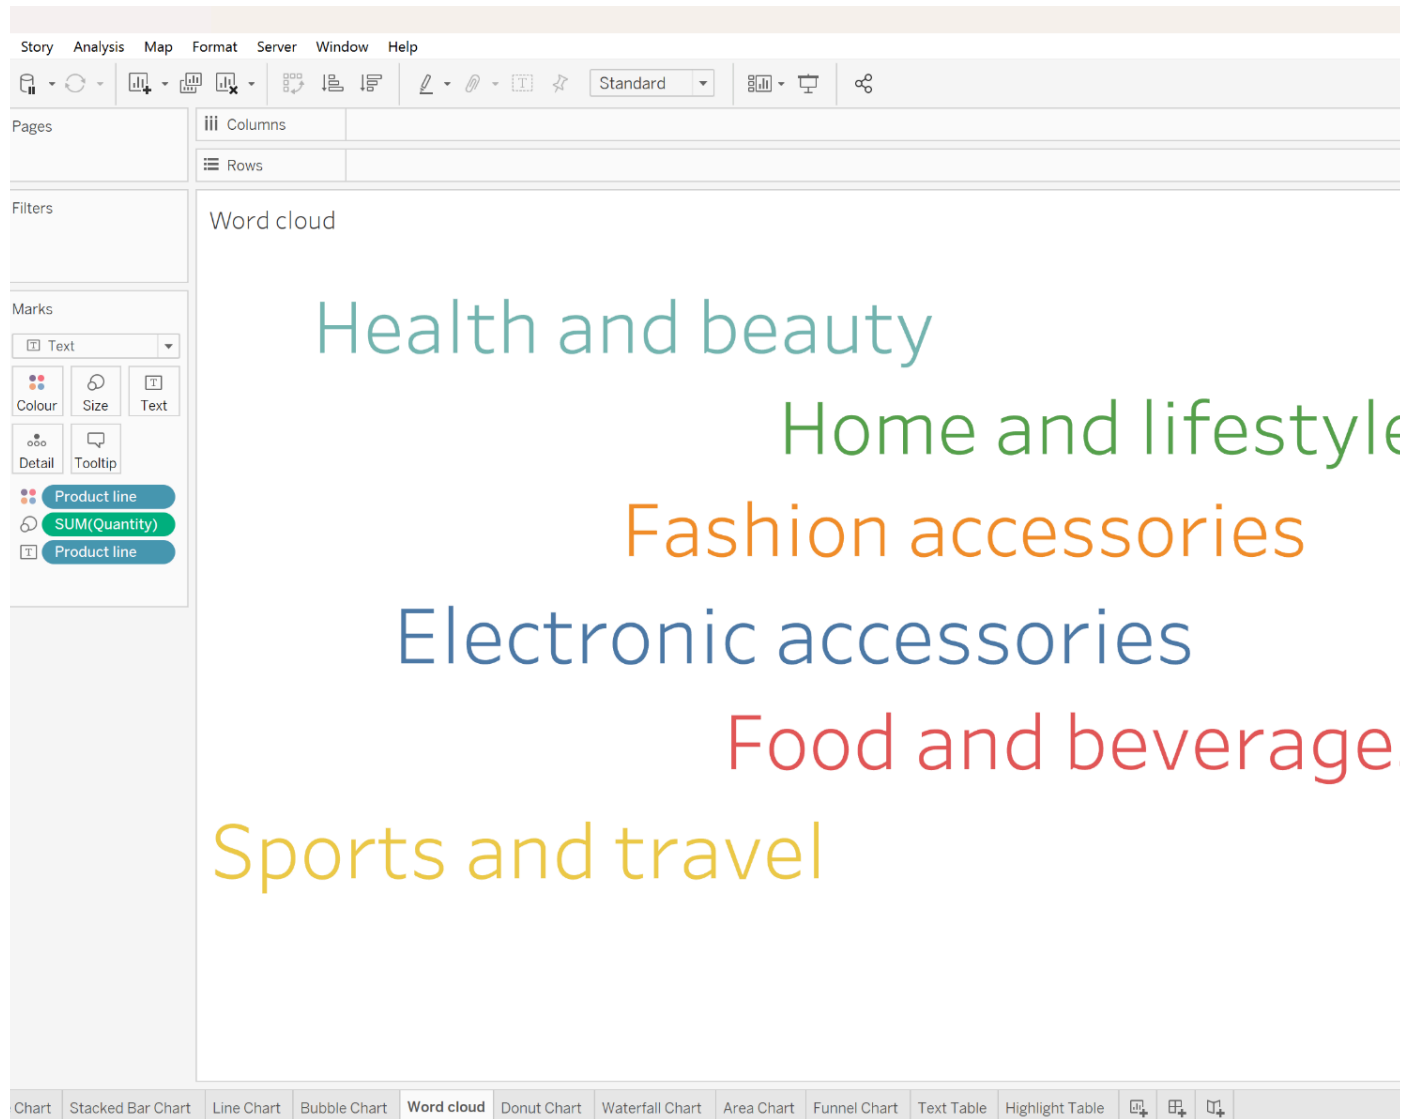 Story Analysis Map Format Server Window Help
Standard
Pages
Columns
Rows
Filters
Word cloud
Marks
Text
Colour Size Text
Detail Tooltip
Product line
SUM(Quantity)
Product line
Health and beauty
Home and lifestyle
Fashion accessories
Electronic accessories
Food and beverage
Sports and travel
Chart Stacked Bar Chart Line Chart Bubble Chart Word cloud Donut Chart Waterfall Chart Area Chart Funnel Chart Text Table Highlight Table